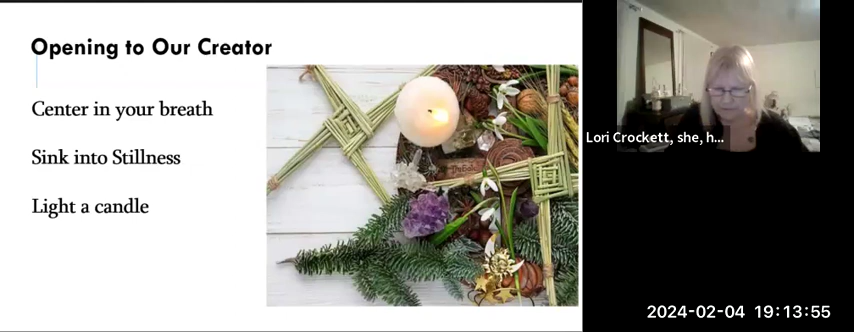 Opening to Our Creator
Center in your breath
Sink into Stillness
Light a candle
Lori Crockett, she, h...
2024-02-04 19:13:55